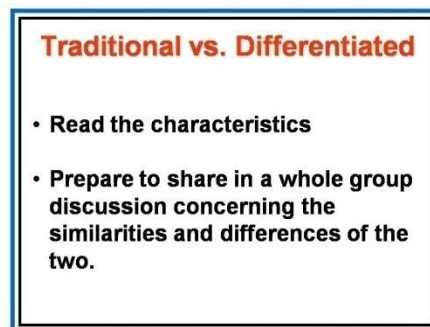 Traditional vs. Differentiated
• Read the characteristics
• Prepare to share in a whole group
discussion concerning the
similarities and differences of the
two.